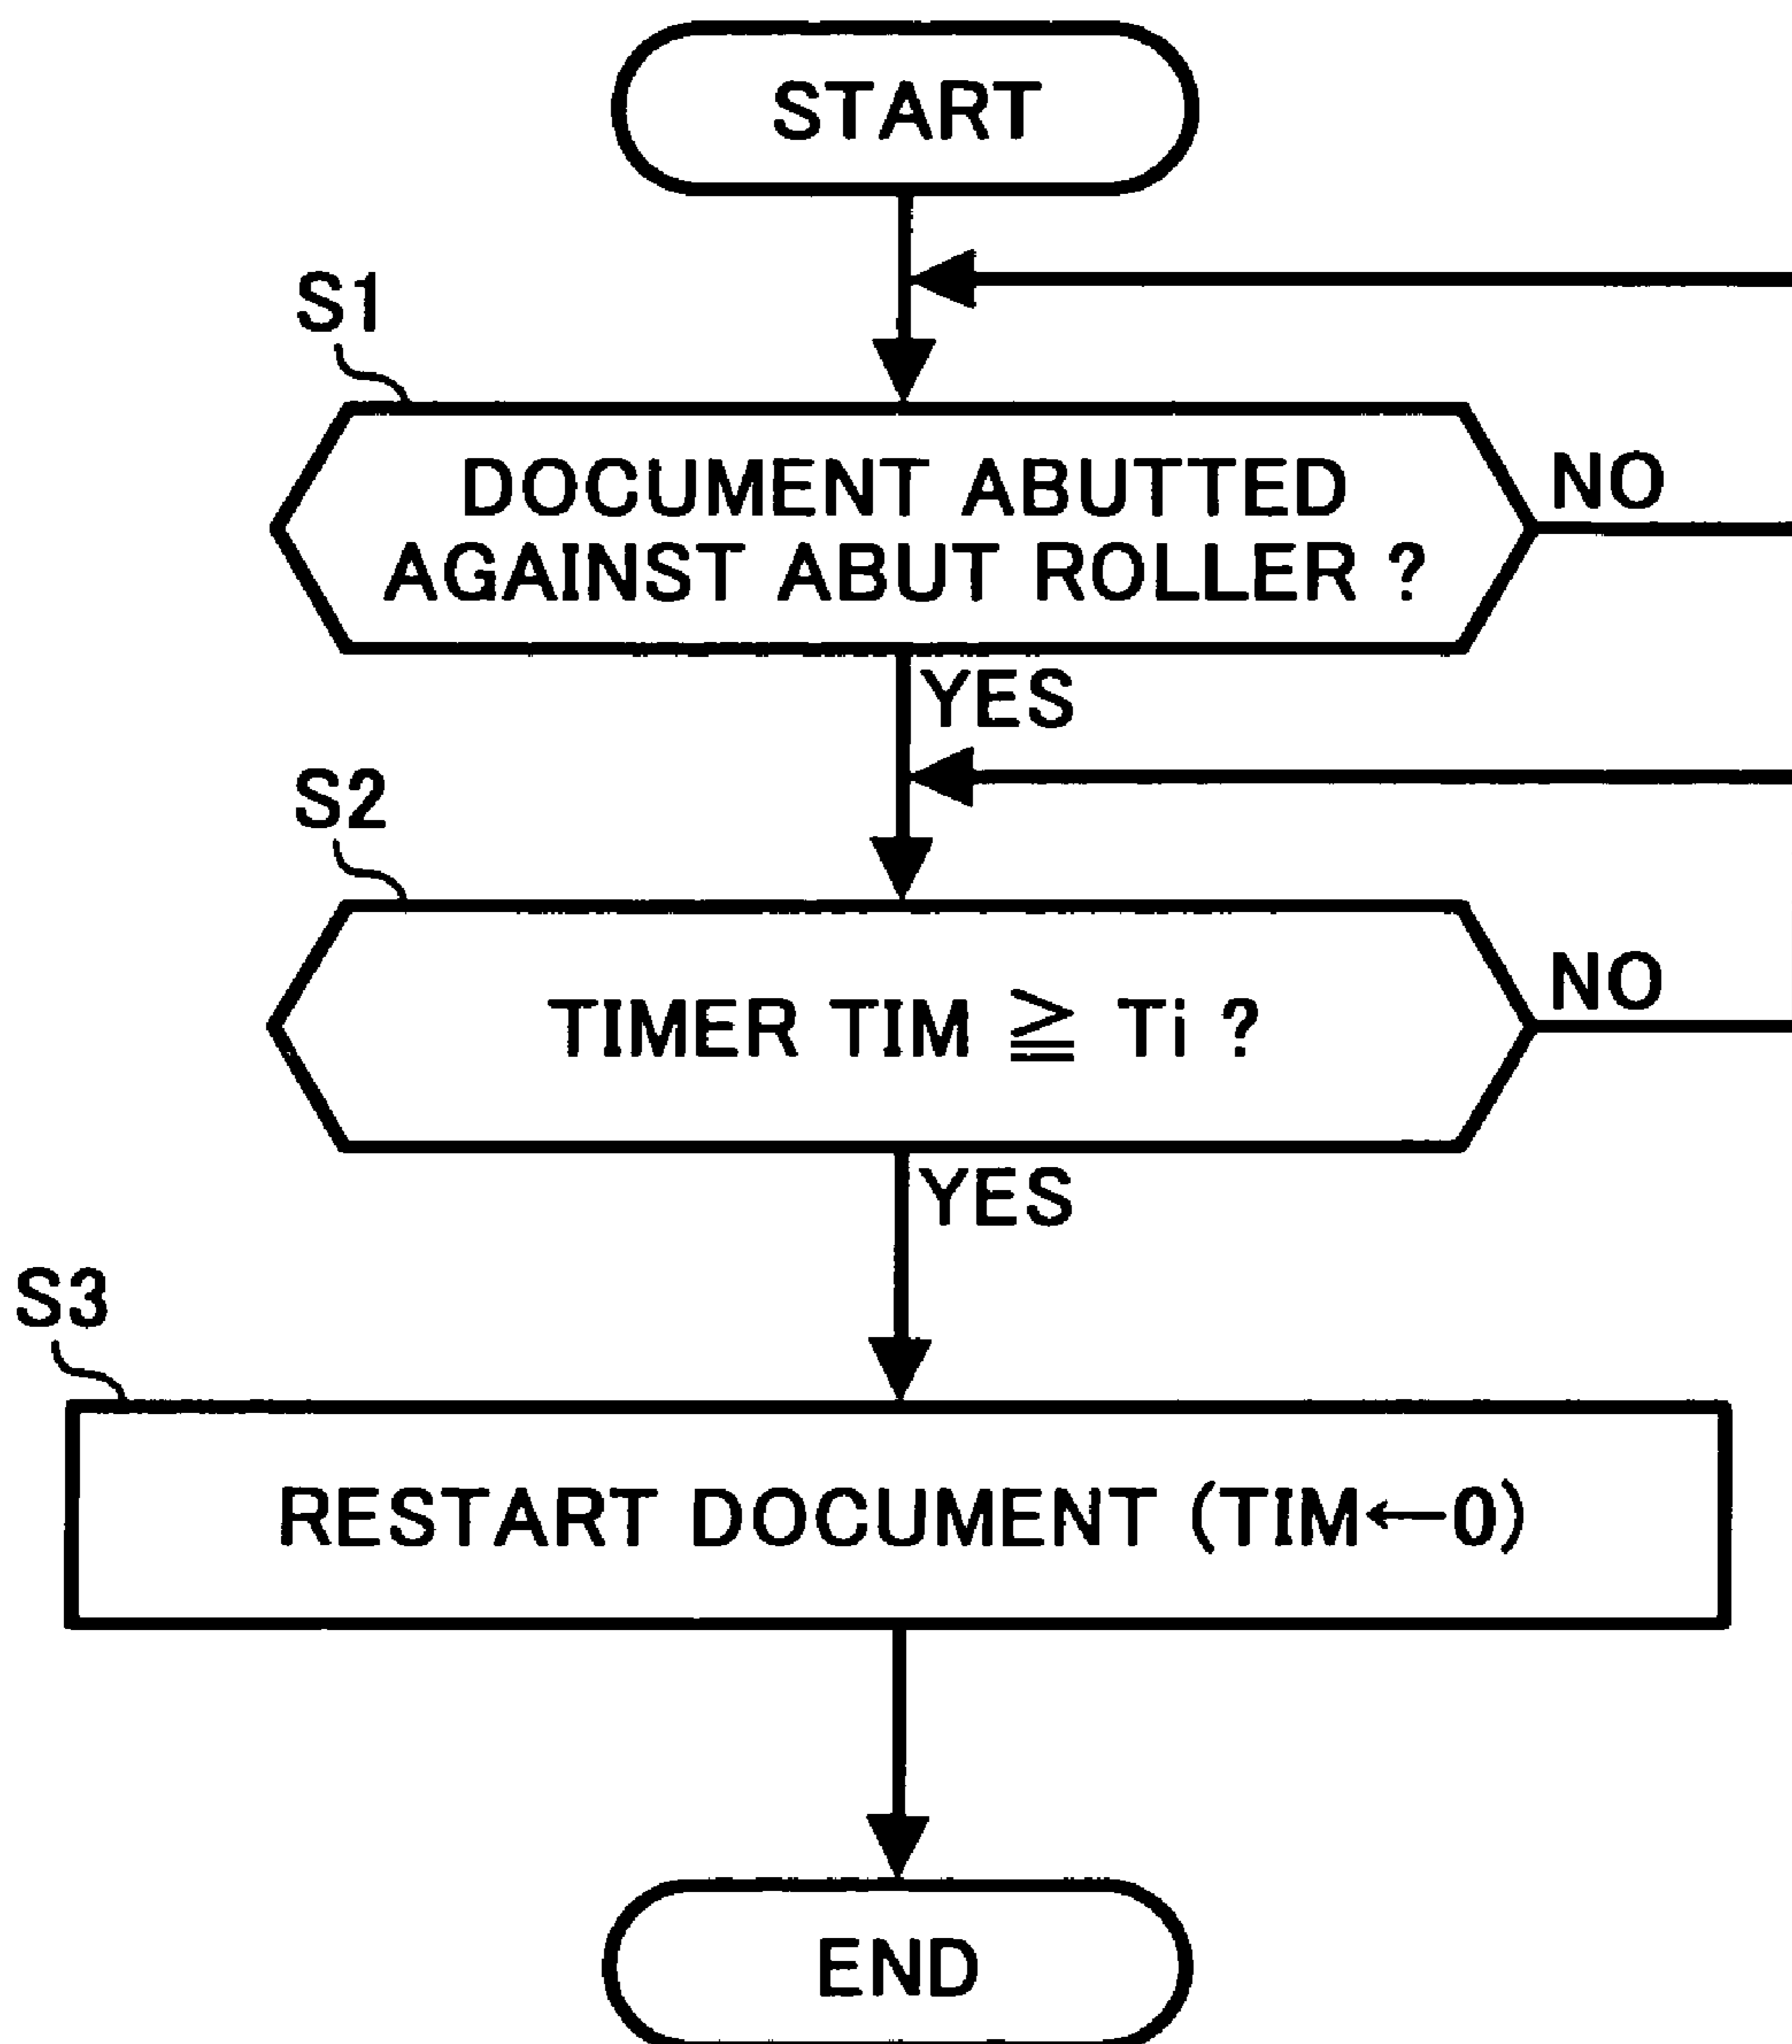 START
S1
DOCUMENT ABUTTED
AGAINST ABUT ROLLER ?
NO
YES
S2
TIMER TIM ≧ Ti ?
NO
YES
S3
RESTART DOCUMENT (TIM←0)
END